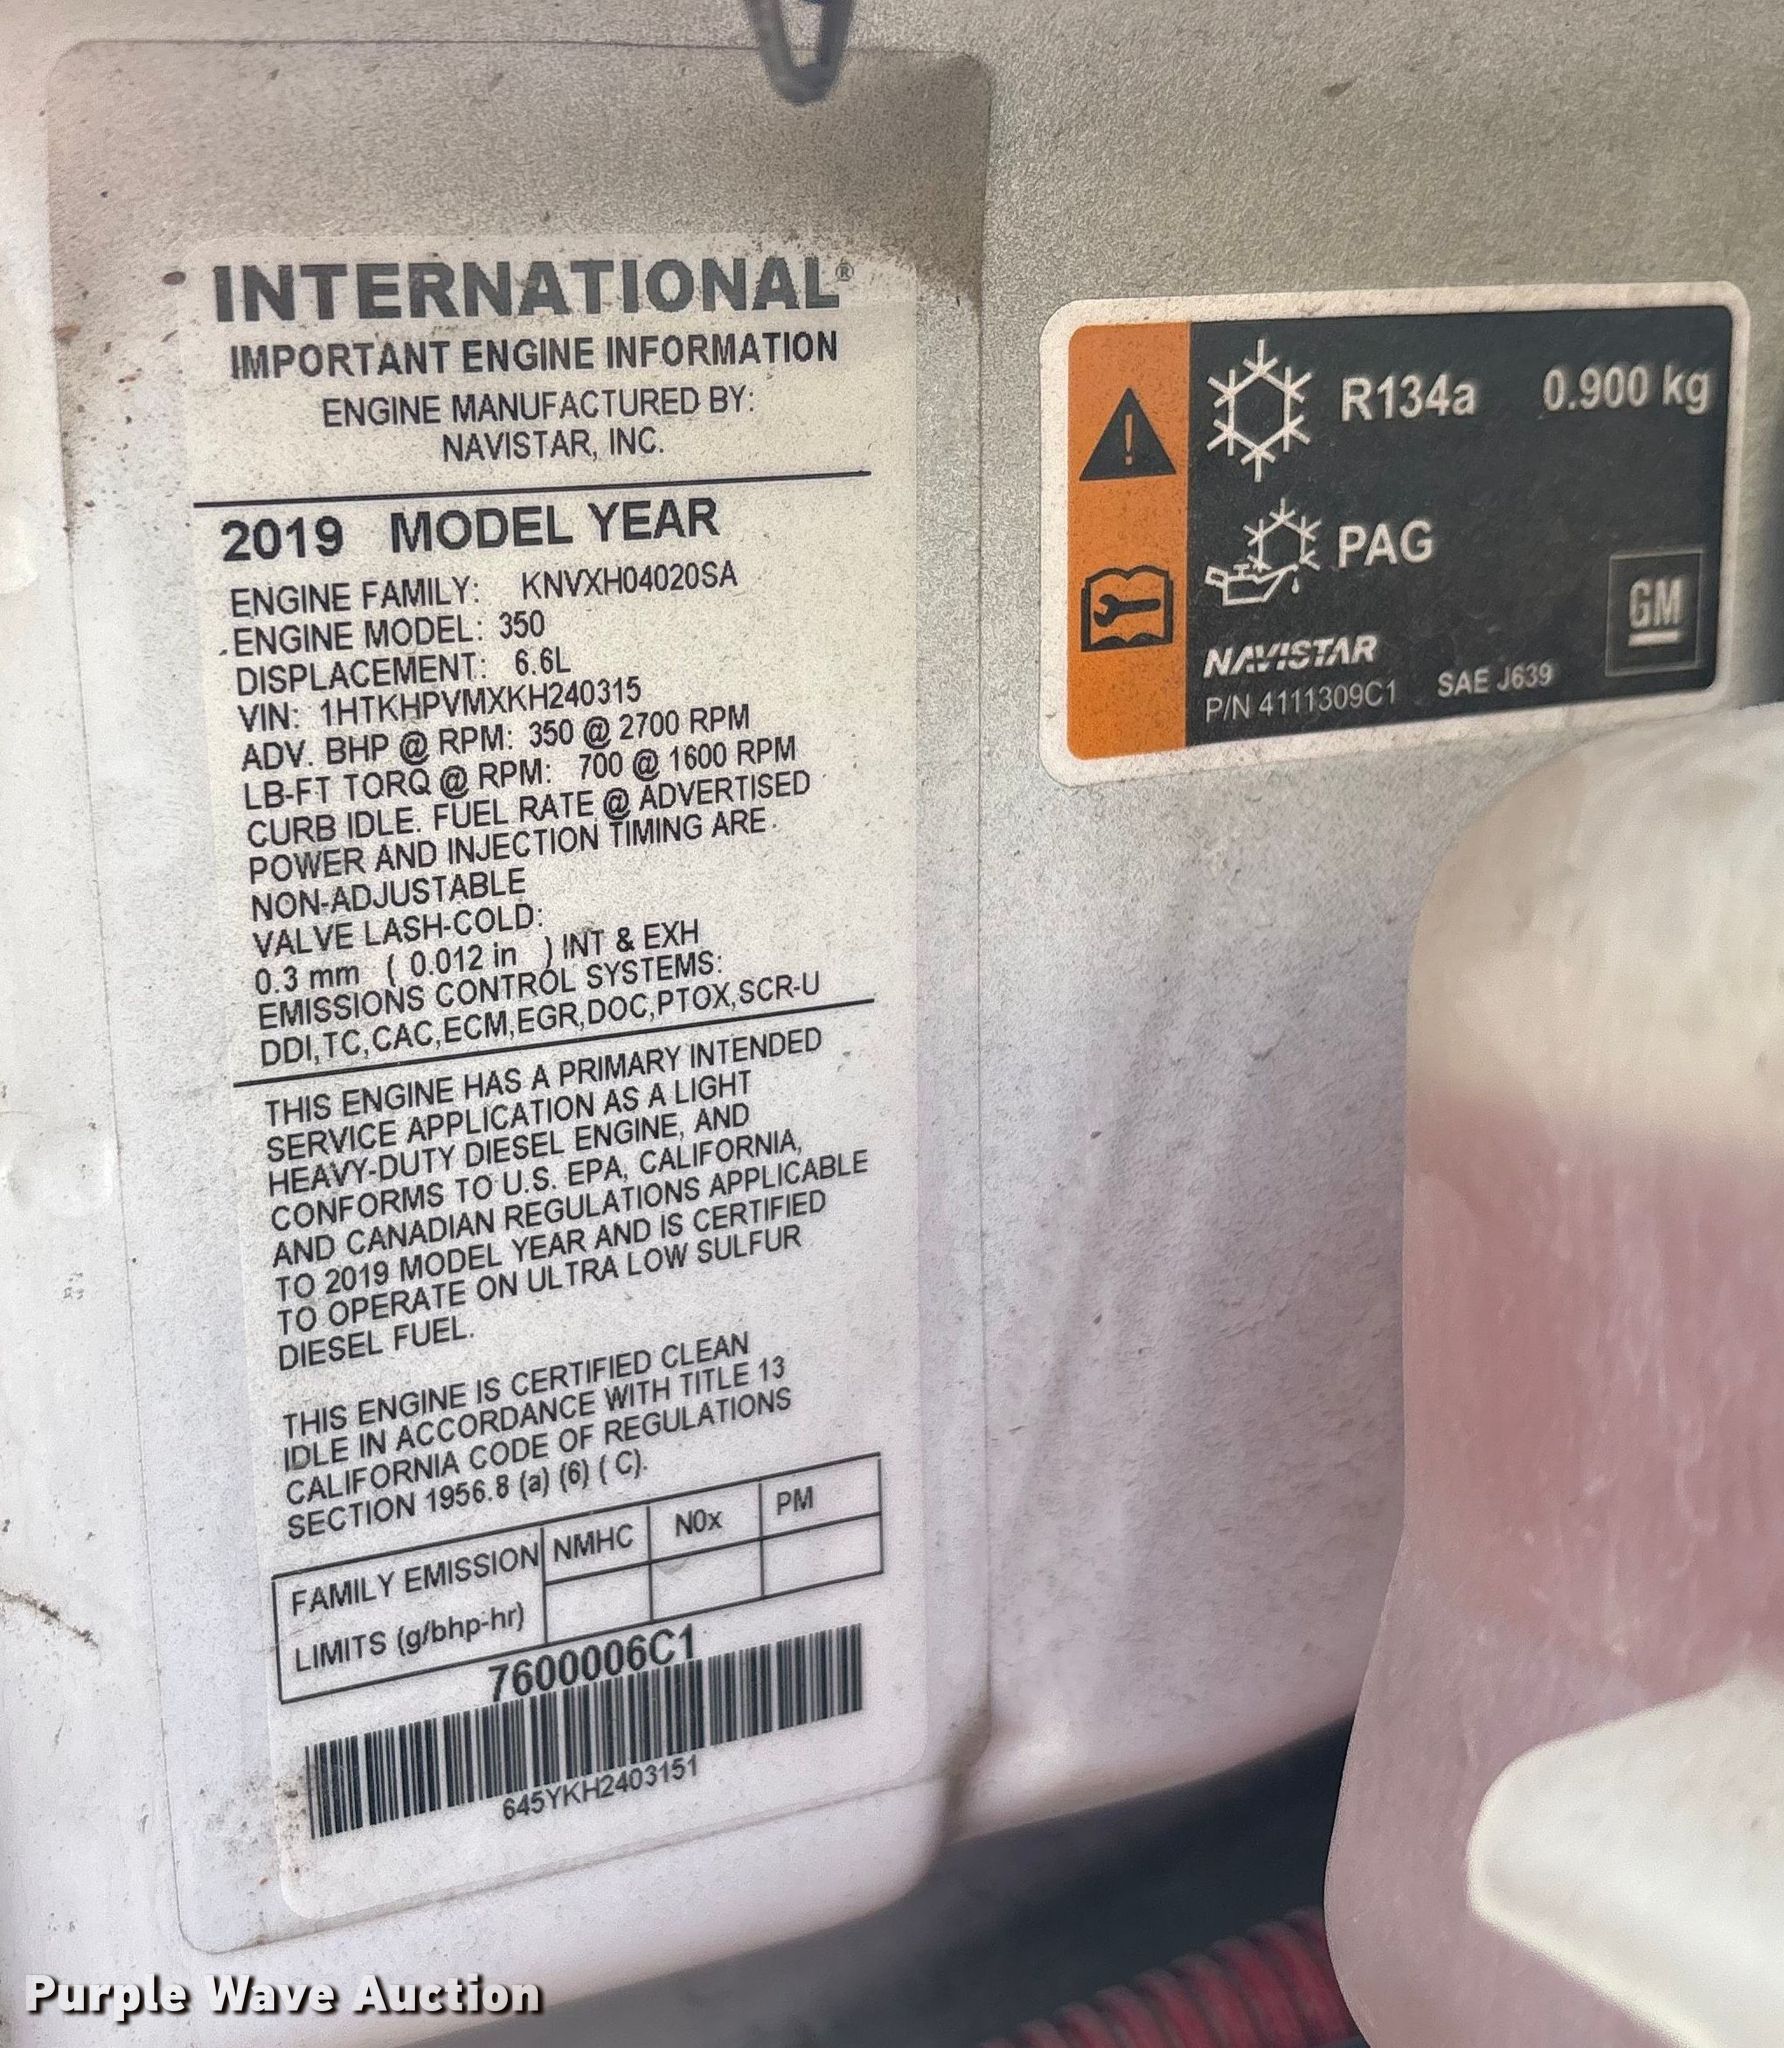 INTERNATIONAL®
IMPORTANT ENGINE INFORMATION
ENGINE MANUFACTURED BY:
NAVISTAR, INC.
2019 MODEL YEAR
ENGINE FAMILY: KNVXH04020SA
ENGINE MODEL: 350
DISPLACEMENT: 6.6L
VIN: 1HTKHPVMXKH240315
ADV. BHP @ RPM: 350 @ 2700 RPM
LB-FT TORQ @ RPM: 700 @ 1600 RPM
CURB IDLE. FUEL RATE @ ADVERTISED
POWER AND INJECTION TIMING ARE
NON-ADJUSTABLE
VALVE LASH-COLD:
0.3 mm ( 0.012 in ) INT & EXH
EMISSIONS CONTROL SYSTEMS:
DDI,TC,CAC,ECM,EGR,DOC,PTOX,SCR-U
THIS ENGINE HAS A PRIMARY INTENDED
SERVICE APPLICATION AS A LIGHT
HEAVY-DUTY DIESEL ENGINE, AND
CONFORMS TO U.S. EPA, CALIFORNIA,
AND CANADIAN REGULATIONS APPLICABLE
TO 2019 MODEL YEAR AND IS CERTIFIED
TO OPERATE ON ULTRA LOW SULFUR
DIESEL FUEL.
THIS ENGINE IS CERTIFIED CLEAN
IDLE IN ACCORDANCE WITH TITLE 13
CALIFORNIA CODE OF REGULATIONS
SECTION 1956.8 (a) (6) ( C).
FAMILY EMISSION NMHC N0x PM
LIMITS (g/bhp-hr)
7600006C1
645YKH2403151
R134a 0.900 kg
PAG
GM
NAVISTAR
P/N 4111309C1 SAE J639
Purple Wave Auction